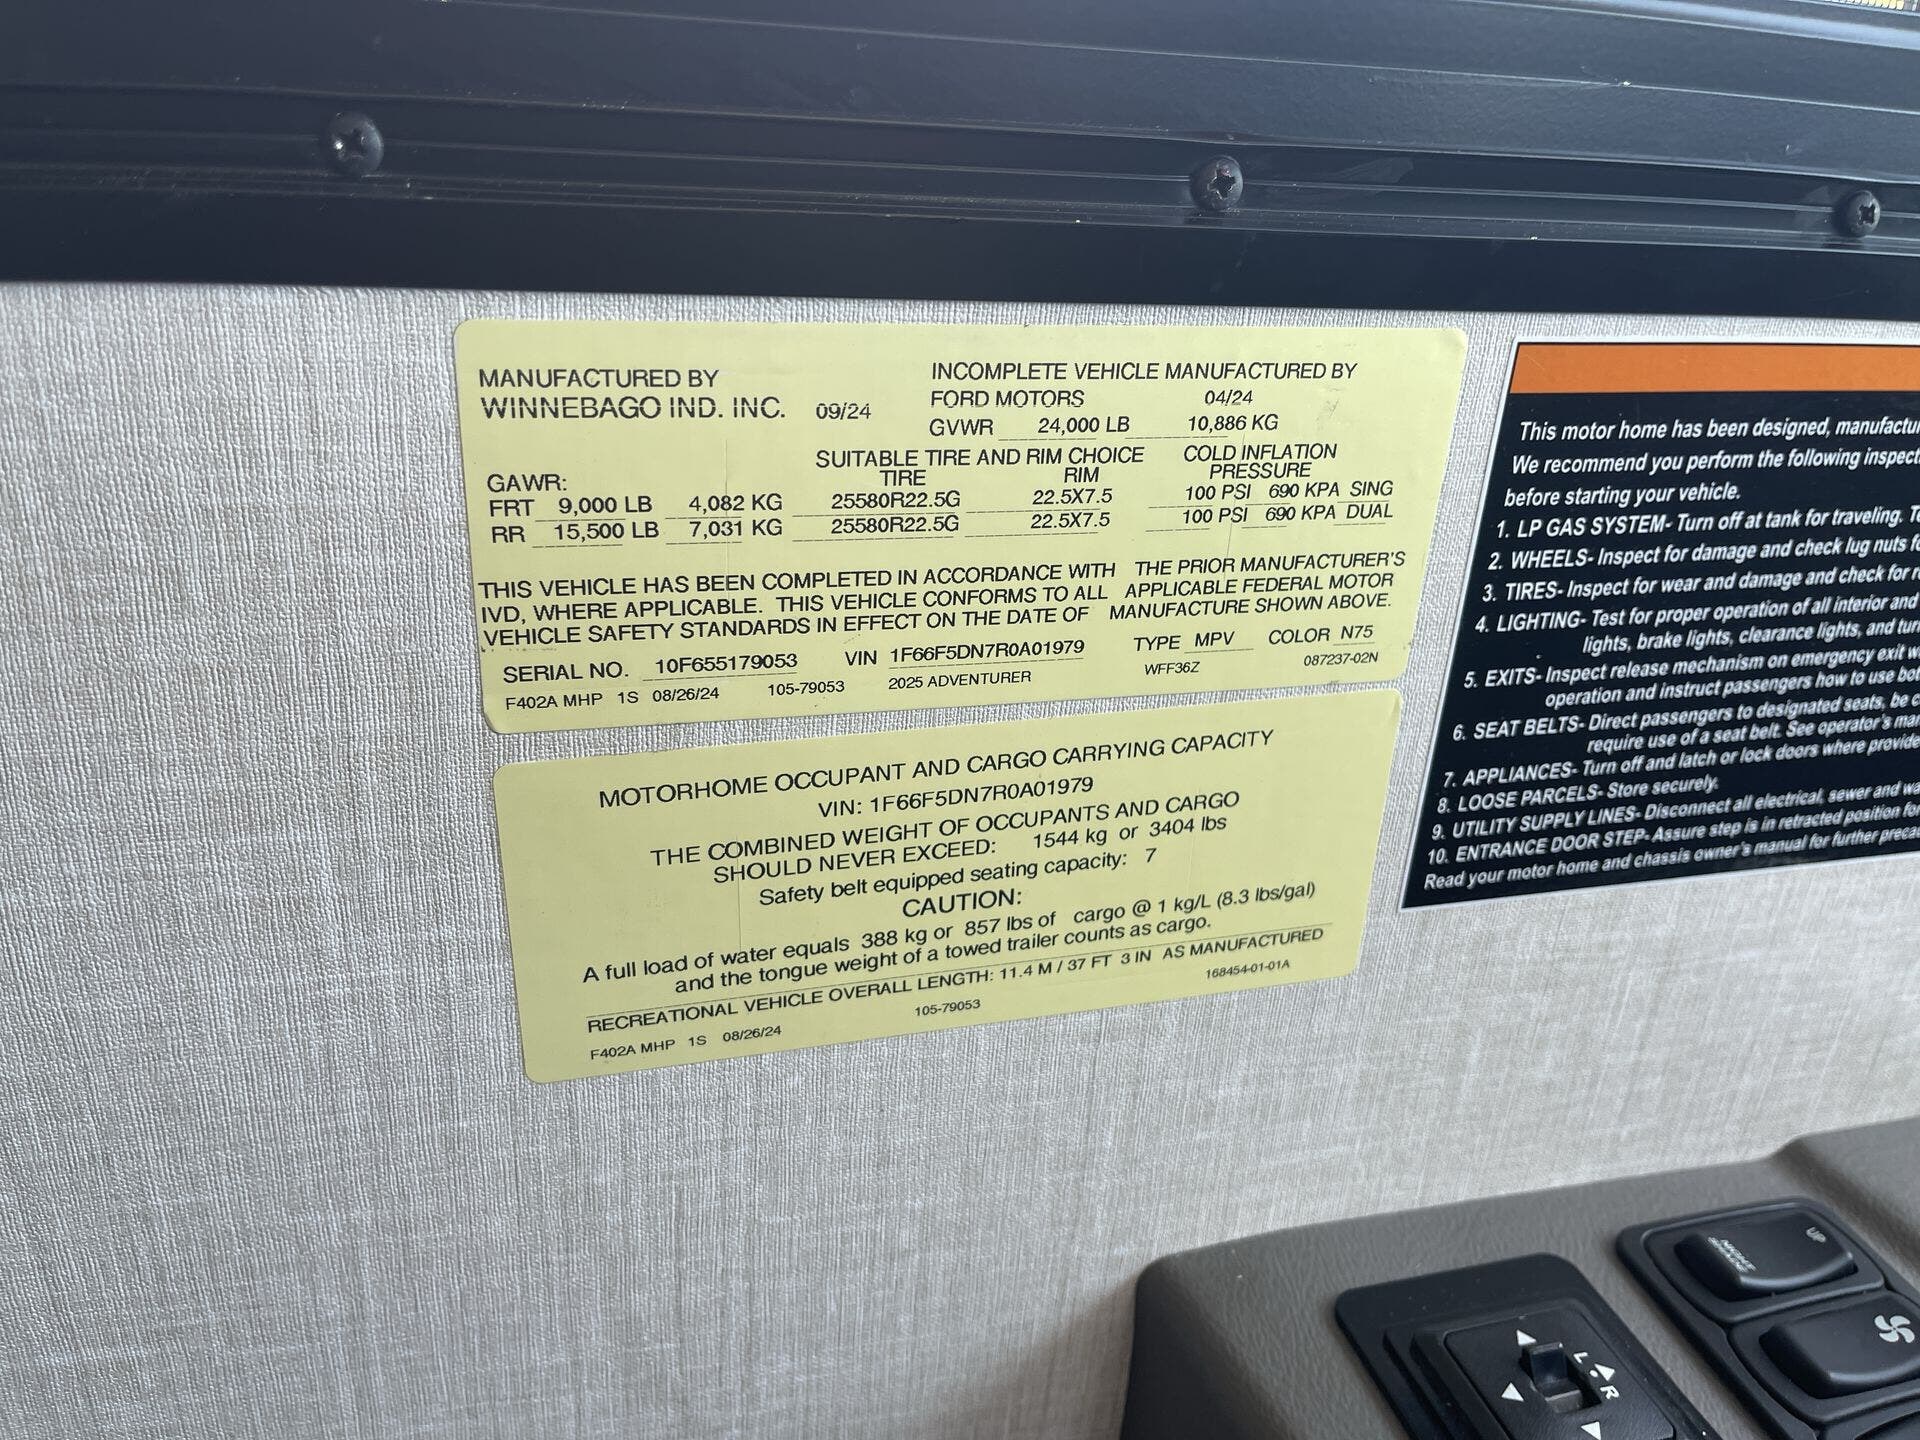 MANUFACTURED BY
WINNEBAGO IND. INC. 09/24
INCOMPLETE VEHICLE MANUFACTURED BY
FORD MOTORS 04/24
GVWR 24,000 LB 10,886 KG
SUITABLE TIRE AND RIM CHOICE COLD INFLATION
GAWR: TIRE RIM PRESSURE
FRT 9,000 LB 4,082 KG 25580R22.5G 22.5X7.5 100 PSI 690 KPA SING
RR 15,500 LB 7,031 KG 25580R22.5G 22.5X7.5 100 PSI 690 KPA DUAL
THIS VEHICLE HAS BEEN COMPLETED IN ACCORDANCE WITH THE PRIOR MANUFACTURER'S
IVD, WHERE APPLICABLE. THIS VEHICLE CONFORMS TO ALL APPLICABLE FEDERAL MOTOR
VEHICLE SAFETY STANDARDS IN EFFECT ON THE DATE OF MANUFACTURE SHOWN ABOVE.
SERIAL NO. 10F655179053 VIN 1F66F5DN7R0A01979 TYPE MPV COLOR N75
F402A MHP 1S 08/26/24 105-79053 2025 ADVENTURER WFF36Z 087237-02N
MOTORHOME OCCUPANT AND CARGO CARRYING CAPACITY
VIN: 1F66F5DN7R0A01979
THE COMBINED WEIGHT OF OCCUPANTS AND CARGO
SHOULD NEVER EXCEED: 1544 kg or 3404 lbs
Safety belt equipped seating capacity: 7
CAUTION:
A full load of water equals 388 kg or 857 lbs of cargo @ 1 kg/L (8.3 lbs/gal)
and the tongue weight of a towed trailer counts as cargo.
RECREATIONAL VEHICLE OVERALL LENGTH: 11.4 M / 37 FT 3 IN AS MANUFACTURED
F402A MHP 1S 08/26/24 105-79053 168454-01-01A
This motor home has been designed,
We recommend you perform the following
before starting your vehicle.
1. LP GAS SYSTEM- Turn off at tank for traveling.
2. WHEELS- Inspect for damage and check lug nuts
3. TIRES- Inspect for wear and damage and check for
4. LIGHTING- Test for proper operation of all interior and
lights, brake lights, clearance lights, and
5. EXITS- Inspect release mechanism on emergency exit
operation and instruct passengers how to use
6. SEAT BELTS- Direct passengers to designated seats, be
require use of a seat belt. See operator's
7. APPLIANCES- Turn off and latch or lock doors where
8. LOOSE PARCELS- Store securely.
9. UTILITY SUPPLY LINES- Disconnect all electrical, sewer and
10. ENTRANCE DOOR STEP- Assure step is in retracted position
Read your motor home and chassis owner's manual for further
UP
NIGHT
SHADE
L R